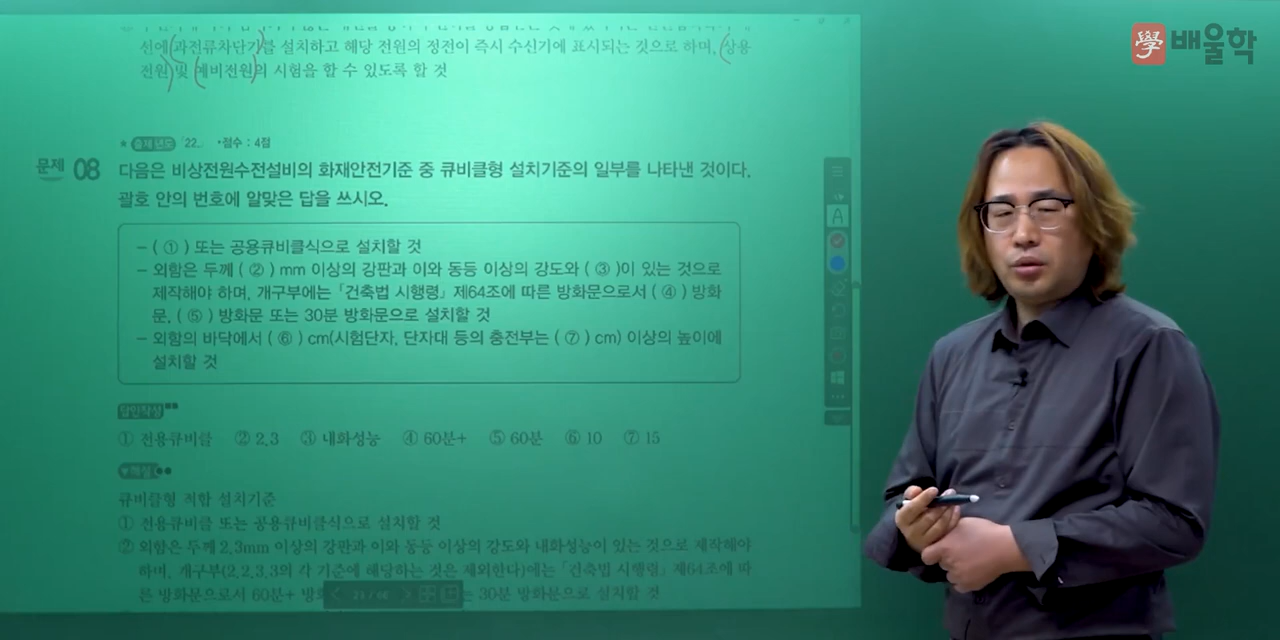 學 배울학
선에 과전류차단기를 설치하고 해당 전원의 정전이 즉시 수신기에 표시되는 것으로 하며, 상용
전원 및 예비전원의 시험을 할 수 있도록 할 것
출제년도 「22.」 •점수 : 4점
문제 08 다음은 비상전원수전설비의 화재안전기준 중 큐비클형 설치기준의 일부를 나타낸 것이다.
괄호 안의 번호에 알맞은 답을 쓰시오.
– ( ① ) 또는 공용큐비클식으로 설치할 것
– 외함은 두께 ( ② ) mm 이상의 강판과 이와 동등 이상의 강도와 ( ③ )이 있는 것으로
제작해야 하며, 개구부에는 「건축법 시행령」 제64조에 따른 방화문으로서 ( ④ ) 방화
문, ( ⑤ ) 방화문 또는 30분 방화문으로 설치할 것
– 외함의 바닥에서 ( ⑥ ) cm(시험단자, 단자대 등의 충전부는 ( ⑦ ) cm) 이상의 높이에
설치할 것
답안작성
① 전용큐비클 ② 2.3 ③ 내화성능 ④ 60분+ ⑤ 60분 ⑥ 10 ⑦ 15
해설
큐비클형 적합 설치기준
① 전용큐비클 또는 공용큐비클식으로 설치할 것
② 외함은 두께 2.3mm 이상의 강판과 이와 동등 이상의 강도와 내화성능이 있는 것으로 제작해야
하며, 개구부(2.2.3.3의 각 기준에 해당하는 것은 제외한다)에는 「건축법 시행령」 제64조에 따
른 방화문으로서 60분+ 방화 30분 방화문으로 설치할 것